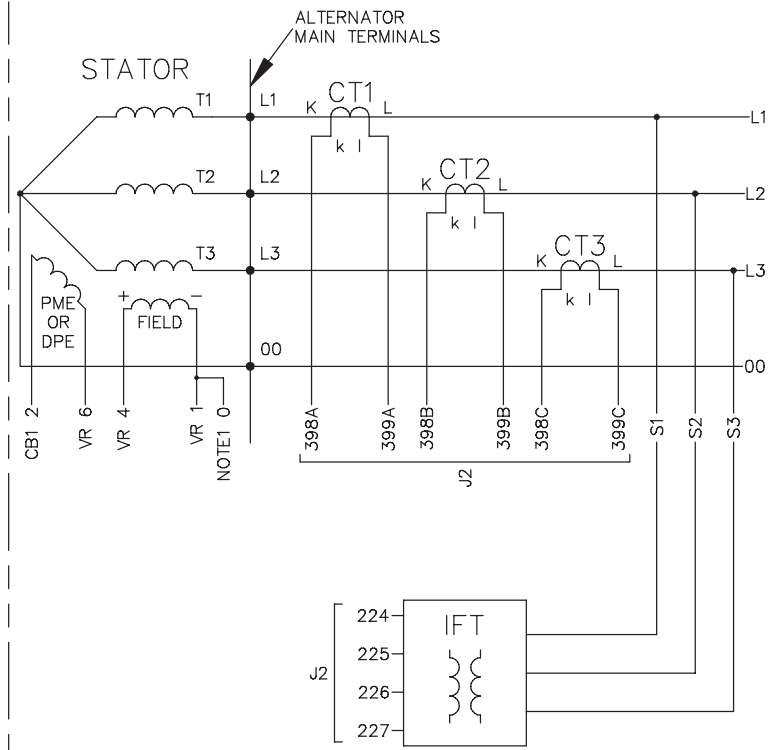 ALTERNATOR
MAIN TERMINALS
STATOR
T1
L1
K
CT1
L
k l
L1
T2
L2
K
CT2
L
k l
L2
T3
L3
K
CT3
L
k l
L3
PME
OR
DPE
+
−
FIELD
00
00
CB1 2
VR 6
VR 4
VR 1
NOTE1 0
398A
399A
398B
399B
398C
399C
S1
S2
S3
J2
J2
224
225
226
227
IFT